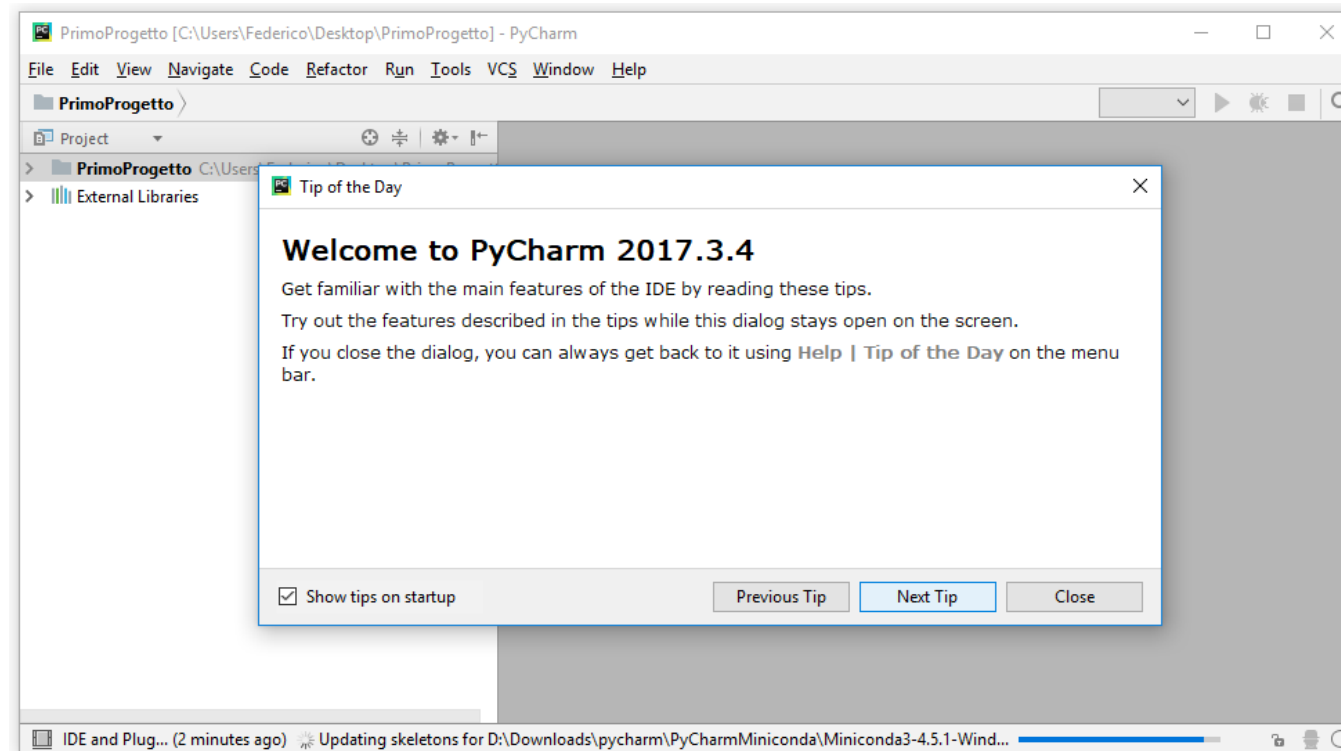 PrimoProgetto [C:\Users\Federico\Desktop\PrimoProgetto] - PyCharm
File Edit View Navigate Code Refactor Run Tools VCS Window Help
PrimoProgetto
Project
PrimoProgetto C:\Users
External Libraries
Tip of the Day
Welcome to PyCharm 2017.3.4
Get familiar with the main features of the IDE by reading these tips.
Try out the features described in the tips while this dialog stays open on the screen.
If you close the dialog, you can always get back to it using Help | Tip of the Day on the menu
bar.
Show tips on startup
Previous Tip Next Tip Close
IDE and Plug... (2 minutes ago) Updating skeletons for D:\Downloads\pycharm\PyCharmMiniconda\Miniconda3-4.5.1-Wind...